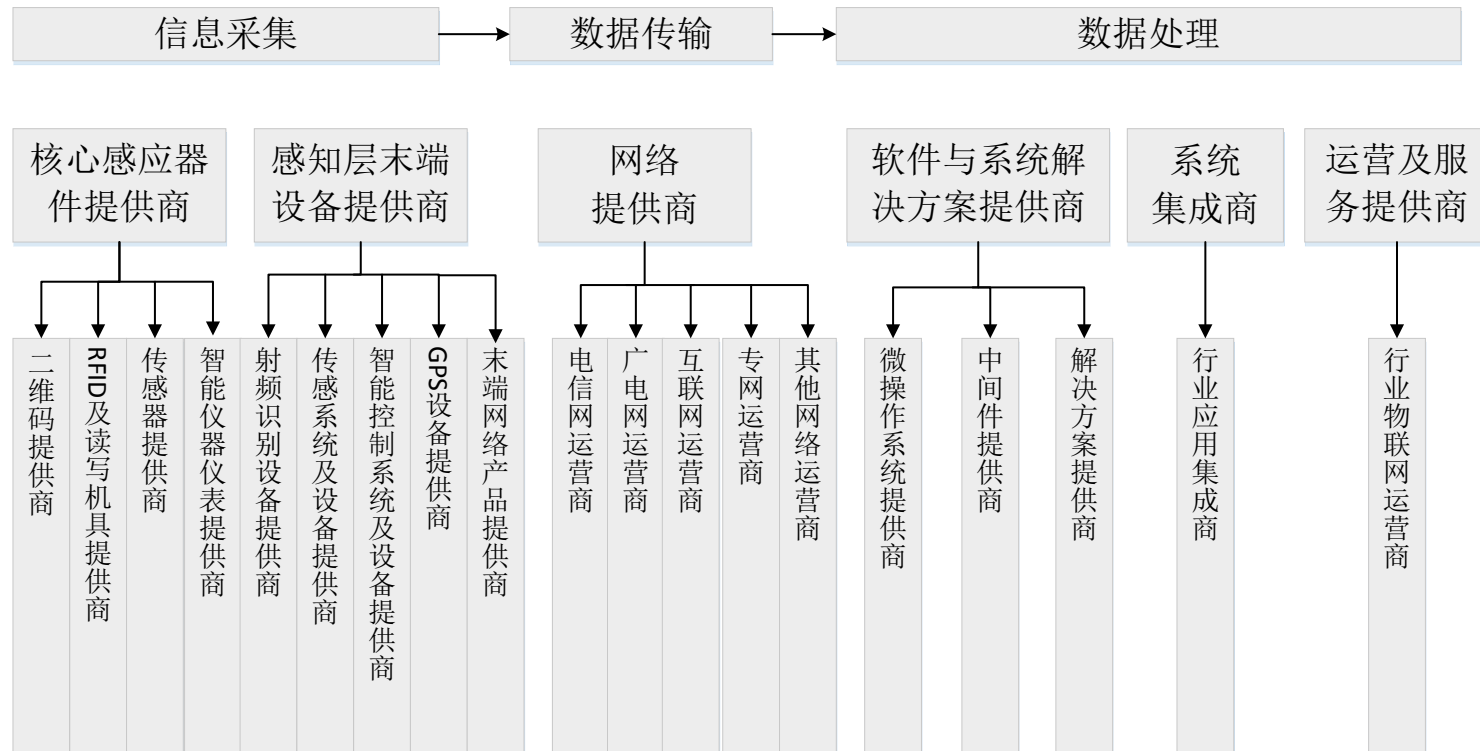 信息采集
数据传输
数据处理
核心感应器
件提供商
感知层末端
设备提供商
网络
提供商
软件与系统解
决方案提供商
系统
集成商
运营及服
务提供商
二维码提供商
RFID及读写机具提供商
传感器提供商
智能仪器仪表提供商
射频识别设备提供商
传感系统及设备提供商
智能控制系统及设备提供商
GPS设备提供商
末端网络产品提供商
电信网运营商
广电网运营商
互联网运营商
专网运营商
其他网络运营商
微操作系统提供商
中间件提供商
解决方案提供商
行业应用集成商
行业物联网运营商